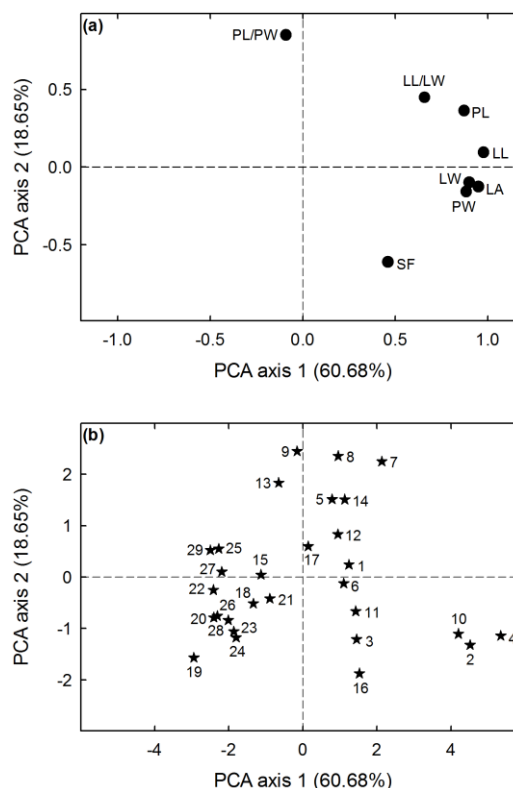 (a)
PL/PW
LL/LW
PL
LL
LW
LA
PW
SF
0.5
0.0
-0.5
PCA axis 2 (18.65%)
-1.0 -0.5 0.0 0.5 1.0
PCA axis 1 (60.68%)
(b)
9 8 7
13
5 14
12
17
29 25
27 15 1
6
22 18 21
20 26 11
28 23
24 3
10 4
2
19 16
2
1
0
-1
-2
PCA axis 2 (18.65%)
-4 -2 0 2 4
PCA axis 1 (60.68%)